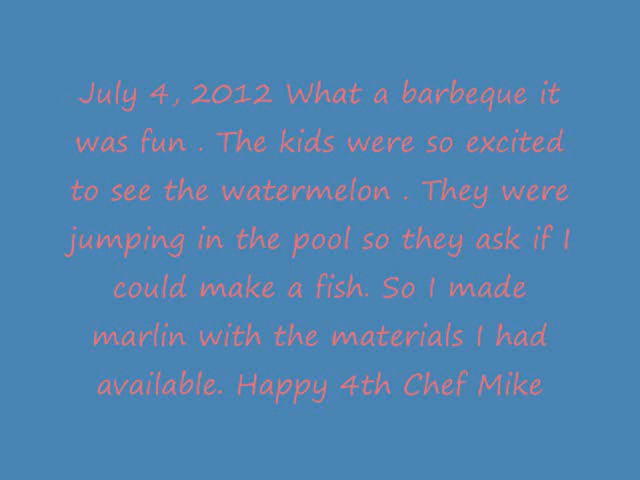 July 4, 2012 What a barbeque it
was fun . The kids were so excited
to see the watermelon . They were
jumping in the pool so they ask if I
could make a fish. So I made
marlin with the materials I had
available. Happy 4th Chef Mike